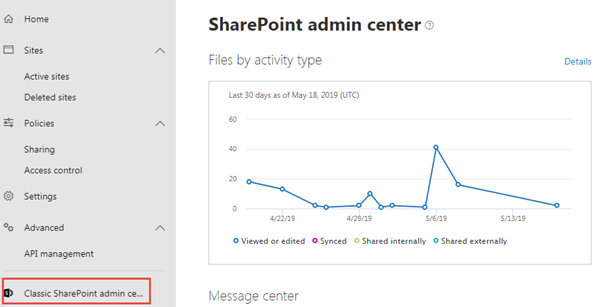 Home
Sites
Active sites
Deleted sites
Policies
Sharing
Access control
Settings
Advanced
API management
Classic SharePoint admin ce...
SharePoint admin center ?
Files by activity type
Details
Last 30 days as of May 18, 2019 (UTC)
60
40
20
0
4/22/19 4/29/19 5/6/19 5/13/19
Viewed or edited Synced Shared internally Shared externally
Message center